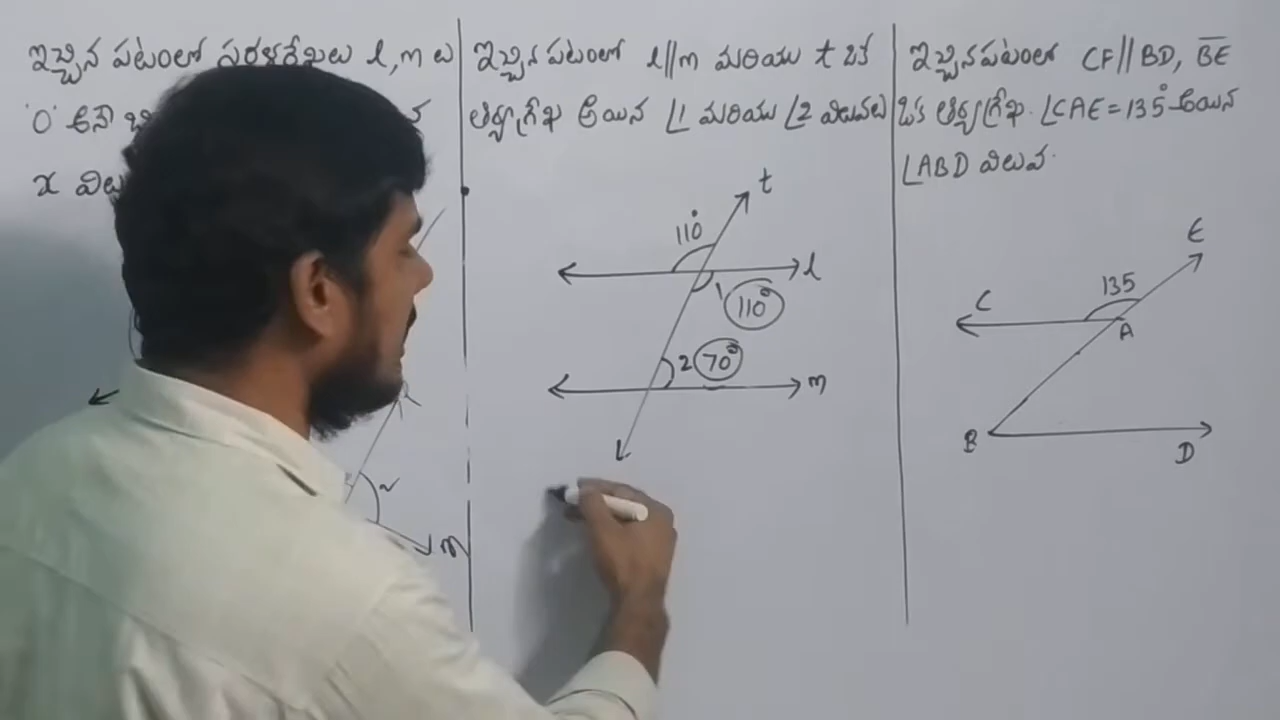 ఇచ్చిన పటంలో సరళరేఖలు l, m ల
'O' అనే
x
ఇచ్చిన పటంలో l||m మరియు t ఒక
తిర్యగ్రేఖ అయిన ∠1 మరియు ∠2 విలువలు
t
110°
l
1 110°
2 70°
m
m
ఇచ్చిన పటంలో CF||BD, BE
ఒక తిర్యగ్రేఖ. ∠CAE = 135° అయిన
∠ABD విలువ.
E
135
C
A
B
D